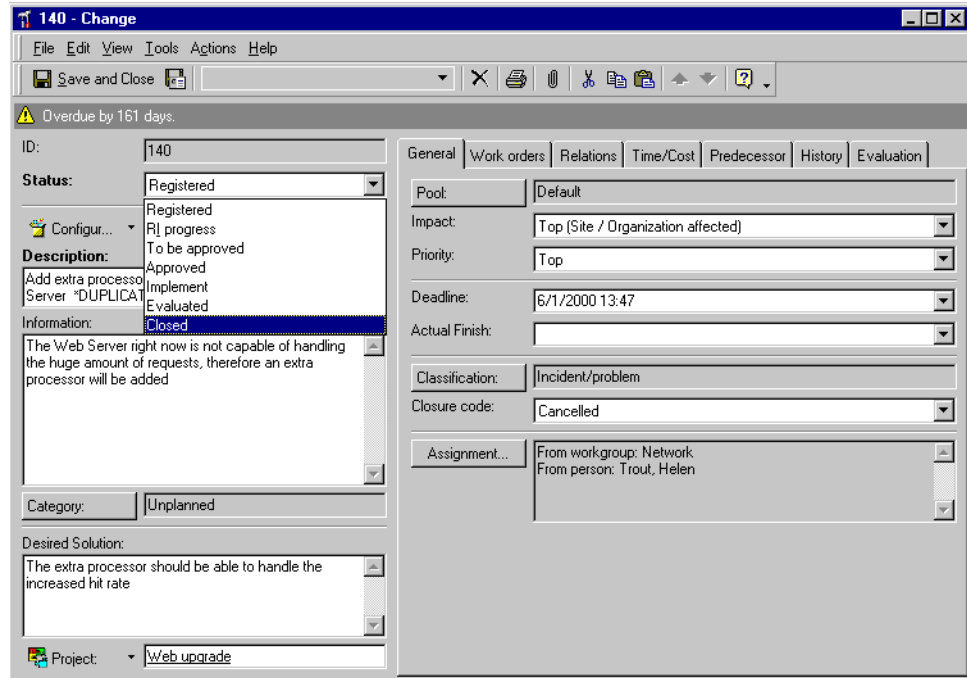 140 - Change
File Edit View Tools Actions Help
Save and Close
Overdue by 161 days.
ID: 140
Status: Registered
Registered
RI progress
To be approved
Approved
Implement
Evaluated
Closed
Configur...
Description:
Add extra processo
Server *DUPLICAT
Information:
The Web Server right now is not capable of handling
the huge amount of requests, therefore an extra
processor will be added
Category: Unplanned
Desired Solution:
The extra processor should be able to handle the
increased hit rate
Project: Web upgrade
General Work orders Relations Time/Cost Predecessor History Evaluation
Pool: Default
Impact: Top (Site / Organization affected)
Priority: Top
Deadline: 6/1/2000 13:47
Actual Finish:
Classification: Incident/problem
Closure code: Cancelled
Assignment... From workgroup: Network
From person: Trout, Helen